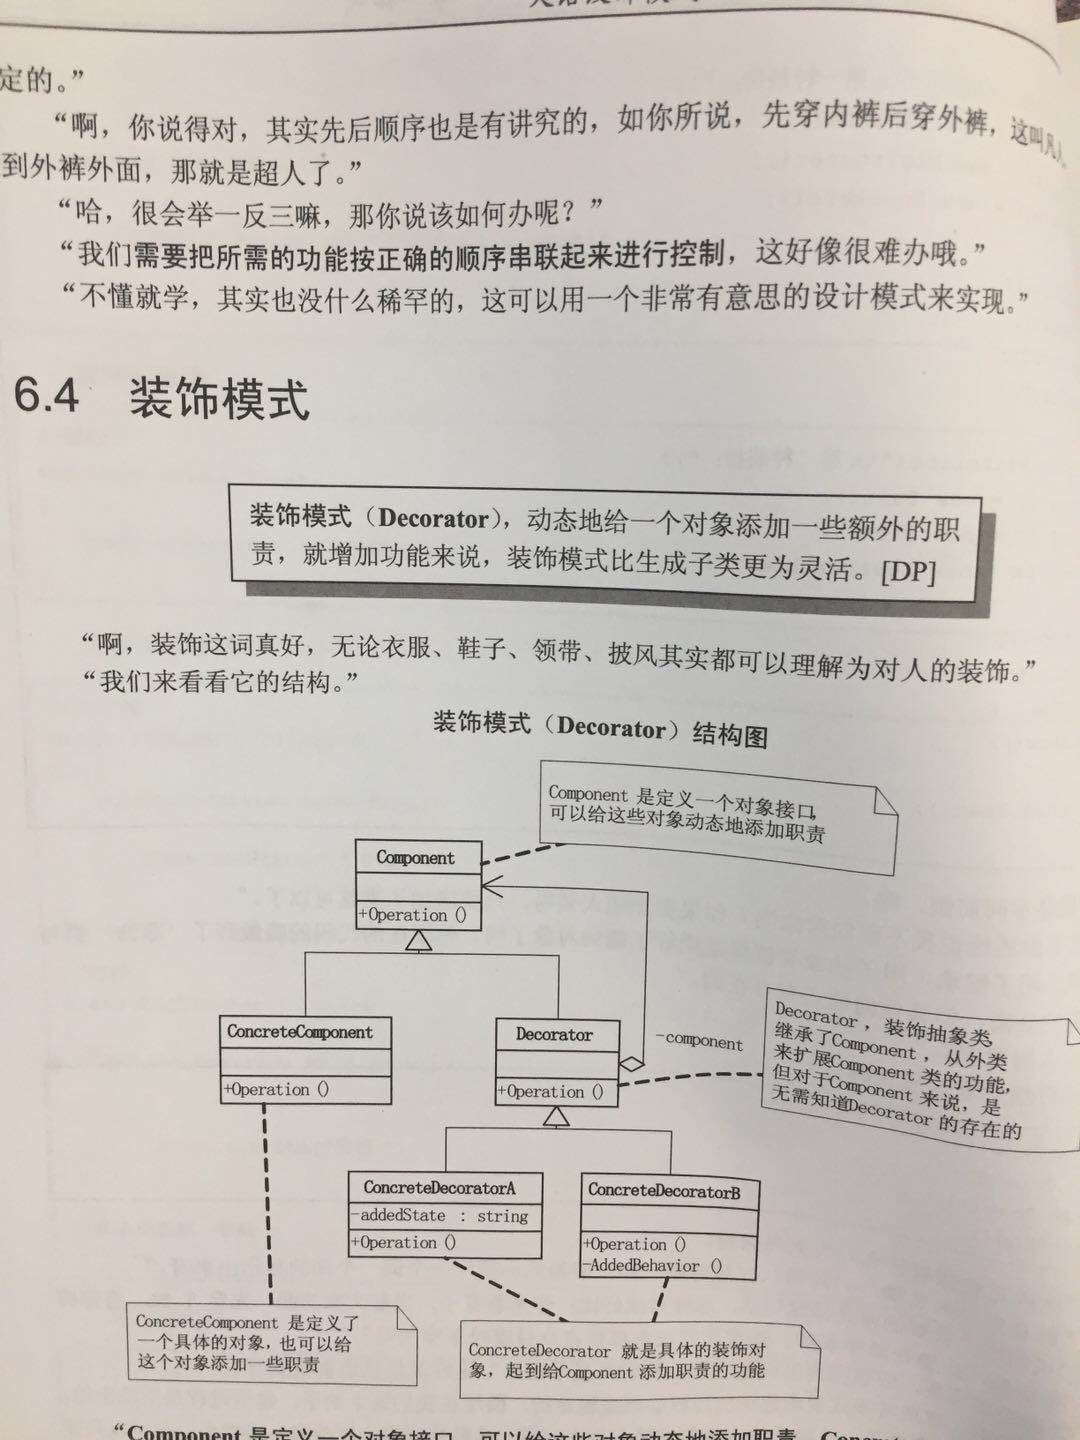 定的。”
“啊，你说得对，其实先后顺序也是有讲究的，如你所说，先穿内裤后穿外裤，这叫凡人
到外裤外面，那就是超人了。”
“哈，很会举一反三嘛，那你说该如何办呢？”
“我们需要把所需的功能按正确的顺序串联起来进行控制，这好像很难办哦。”
“不懂就学，其实也没什么稀罕的，这可以用一个非常有意思的设计模式来实现。”
6.4 装饰模式
装饰模式（Decorator），动态地给一个对象添加一些额外的职
责，就增加功能来说，装饰模式比生成子类更为灵活。[DP]
“啊，装饰这词真好，无论衣服、鞋子、领带、披风其实都可以理解为对人的装饰。”
“我们来看看它的结构。”
装饰模式（Decorator）结构图
Component 是定义一个对象接口，
可以给这些对象动态地添加职责
Component
+Operation()
ConcreteComponent
+Operation()
Decorator
+Operation()
-component
Decorator，装饰抽象类，
继承了Component，从外类
来扩展Component 类的功能，
但对于Component 来说，是
无需知道Decorator 的存在的
ConcreteDecoratorA
-addedState : string
+Operation()
ConcreteDecoratorB
+Operation()
-AddedBehavior()
ConcreteComponent 是定义了
一个具体的对象，也可以给
这个对象添加一些职责
ConcreteDecorator 就是具体的装饰对
象，起到给Component 添加职责的功能
“Component 是定义一个对象接口，可以给这些对象动态地添加职责。